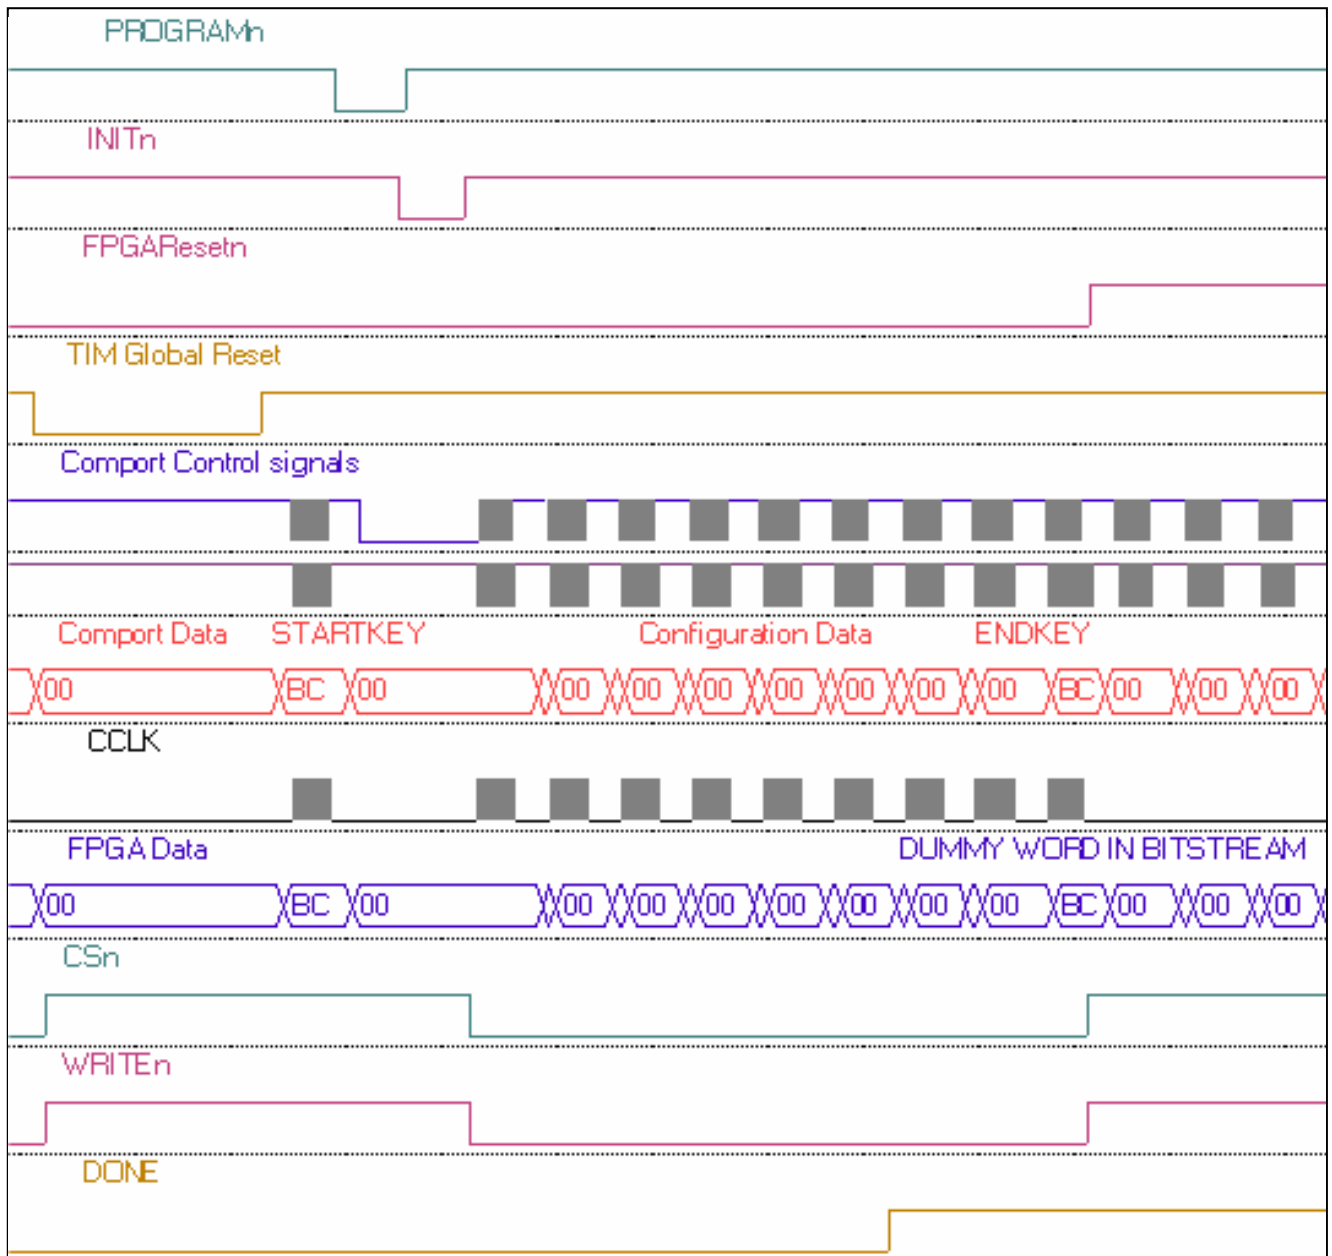 PROGRAMn
INITn
FPGAResetn
TIM Global Reset
Comport Control signals
Comport Data STARTKEY Configuration Data ENDKEY
00 BC 00 00 00 00 00 00 00 00 BC 00 00 00
CCLK
FPGA Data DUMMY WORD IN BITSTREAM
00 BC 00 00 00 00 00 00 00 00 BC 00 00 00
CSn
WRITEn
DONE